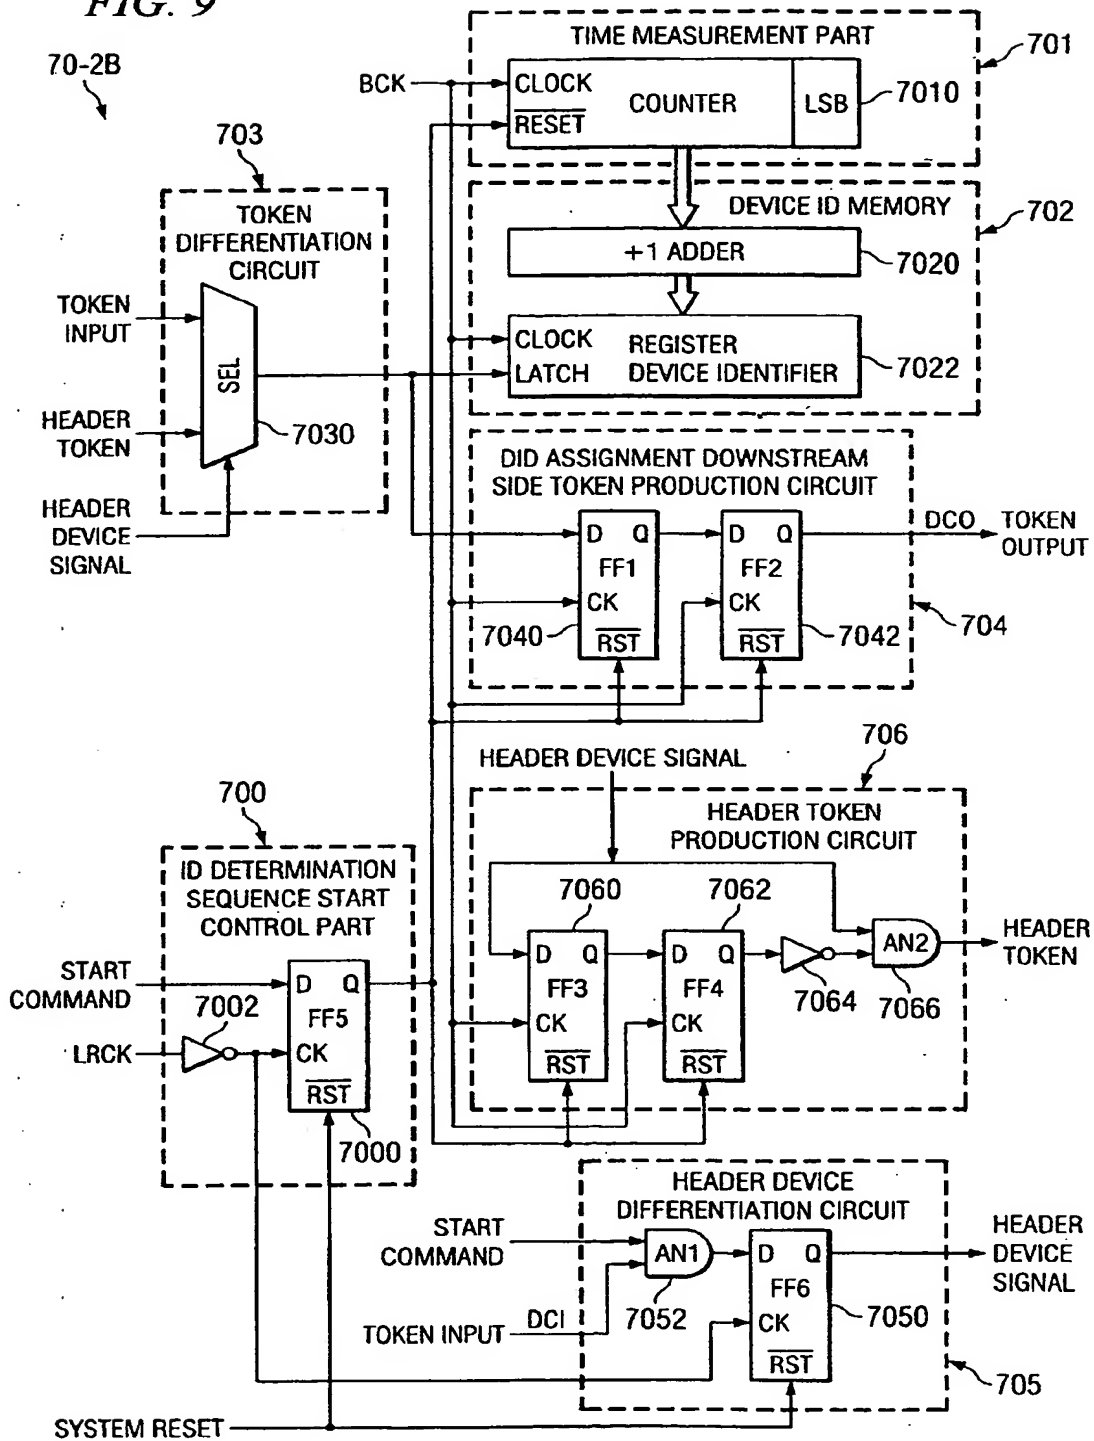 FIG. 9
70-2B
TIME MEASUREMENT PART
701
BCK
CLOCK
RESET
COUNTER
LSB
7010
703
TOKEN
DIFFERENTIATION
CIRCUIT
TOKEN
INPUT
HEADER
TOKEN
HEADER
DEVICE
SIGNAL
SEL
7030
DEVICE ID MEMORY
702
+1 ADDER
7020
CLOCK
LATCH
REGISTER
DEVICE IDENTIFIER
7022
DID ASSIGNMENT DOWNSTREAM
SIDE TOKEN PRODUCTION CIRCUIT
D Q
FF1
CK
RST
7040
D Q
FF2
CK
RST
7042
DCO
TOKEN
OUTPUT
704
HEADER DEVICE SIGNAL
706
HEADER TOKEN
PRODUCTION CIRCUIT
7060
D Q
FF3
CK
RST
7062
D Q
FF4
CK
RST
7064
AN2
7066
HEADER
TOKEN
700
ID DETERMINATION
SEQUENCE START
CONTROL PART
START
COMMAND
7002
LRCK
D Q
FF5
CK
RST
7000
HEADER DEVICE
DIFFERENTIATION CIRCUIT
START
COMMAND
AN1
7052
TOKEN INPUT
DCI
D Q
FF6
CK
RST
7050
HEADER
DEVICE
SIGNAL
705
SYSTEM RESET